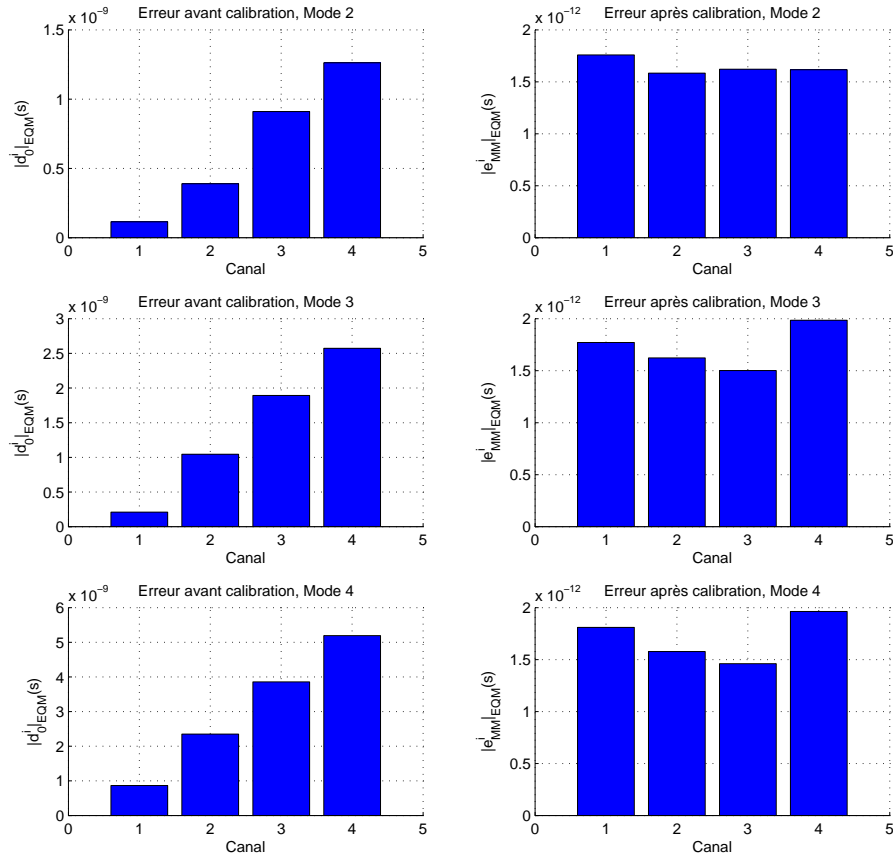 x 10⁻⁹
Erreur avant calibration, Mode 2
|d₀ⁱ|EQM(s)
1.5
1
0.5
0
0 1 2 3 4 5
Canal
x 10⁻¹²
Erreur après calibration, Mode 2
|eⁱMM|EQM(s)
2
1.5
1
0.5
0
0 1 2 3 4 5
Canal
x 10⁻⁹
Erreur avant calibration, Mode 3
|d₀ⁱ|EQM(s)
3
2.5
2
1.5
1
0.5
0
0 1 2 3 4 5
Canal
x 10⁻¹²
Erreur après calibration, Mode 3
|eⁱMM|EQM(s)
2
1.5
1
0.5
0
0 1 2 3 4 5
Canal
x 10⁻⁹
Erreur avant calibration, Mode 4
|d₀ⁱ|EQM(s)
6
5
4
3
2
1
0
0 1 2 3 4 5
Canal
x 10⁻¹²
Erreur après calibration, Mode 4
|eⁱMM|EQM(s)
2
1.5
1
0.5
0
0 1 2 3 4 5
Canal